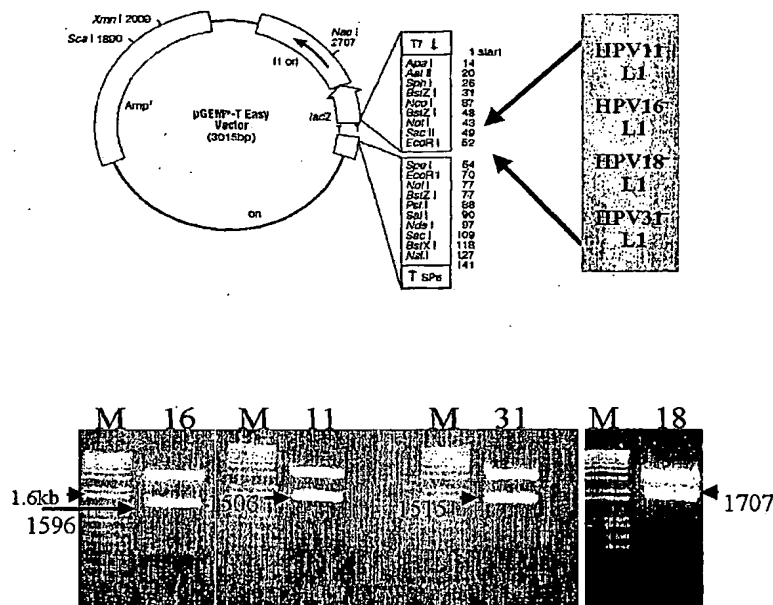 Xmn I 2009
Sca I 1890
Nae I
2707
f1 ori
Amp^r
pGEM®-T Easy
Vector
(3015bp)
lacZ
ori
T7 ↓
1 start
Apa I 14
Aat II 20
Sph I 26
BstZ I 31
Nco I 37
BstZ I 43
Not I 43
Sac II 49
EcoR I 52
Spe I 64
EcoR I 70
Not I 77
BstZ I 77
Pst I 88
Sal I 90
Nde I 97
Sac I 109
BstX I 118
Nsi I 127
141
↑ SP6
HPV11
L1
HPV16
L1
HPV18
L1
HPV31
L1
M 16 M 11 M 31 M 18
1.6kb
1596
506
1515
1707